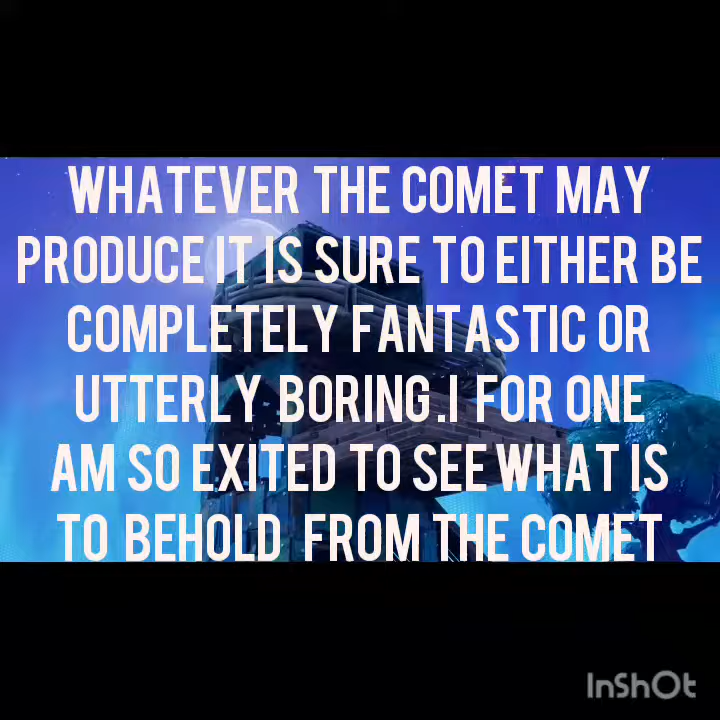 WHATEVER THE COMET MAY
PRODUCE IT IS SURE TO EITHER BE
COMPLETELY FANTASTIC OR
UTTERLY BORING.I FOR ONE
AM SO EXITED TO SEE WHAT IS
TO BEHOLD FROM THE COMET
InShOt